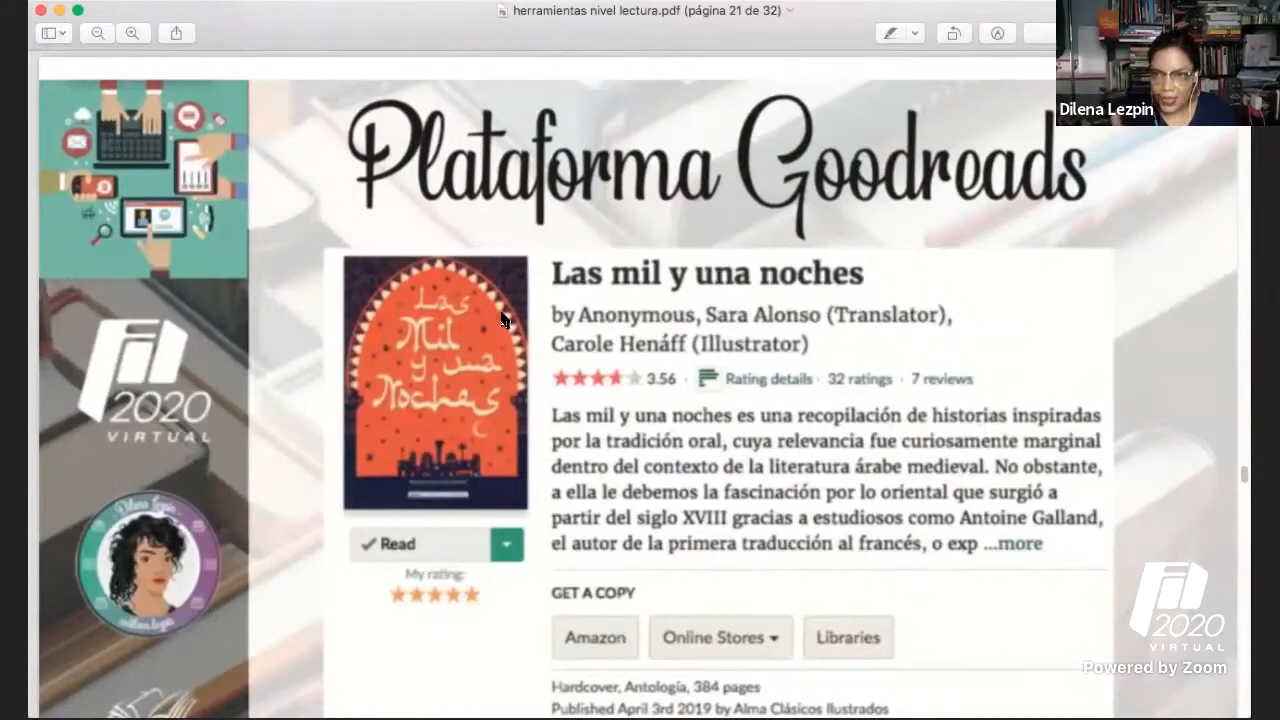 herramientas nivel lectura.pdf (página 21 de 32)
Dilena Lezpin
Plataforma Goodreads
Las
Mil
y una
Noches
Las mil y una noches
by Anonymous, Sara Alonso (Translator),
Carole Henáff (Illustrator)
3.56 · Rating details · 32 ratings · 7 reviews
Las mil y una noches es una recopilación de historias inspiradas
por la tradición oral, cuya relevancia fue curiosamente marginal
dentro del contexto de la literatura árabe medieval. No obstante,
a ella le debemos la fascinación por lo oriental que surgió a
partir del siglo XVIII gracias a estudiosos como Antoine Galland,
el autor de la primera traducción al francés, o exp ...more
Read
My rating:
GET A COPY
Amazon
Online Stores
Libraries
Hardcover, Antología, 384 pages
Published April 3rd 2019 by Alma Clásicos Ilustrados
FIL
2020
VIRTUAL
FIL
2020
VIRTUAL
Powered by Zoom